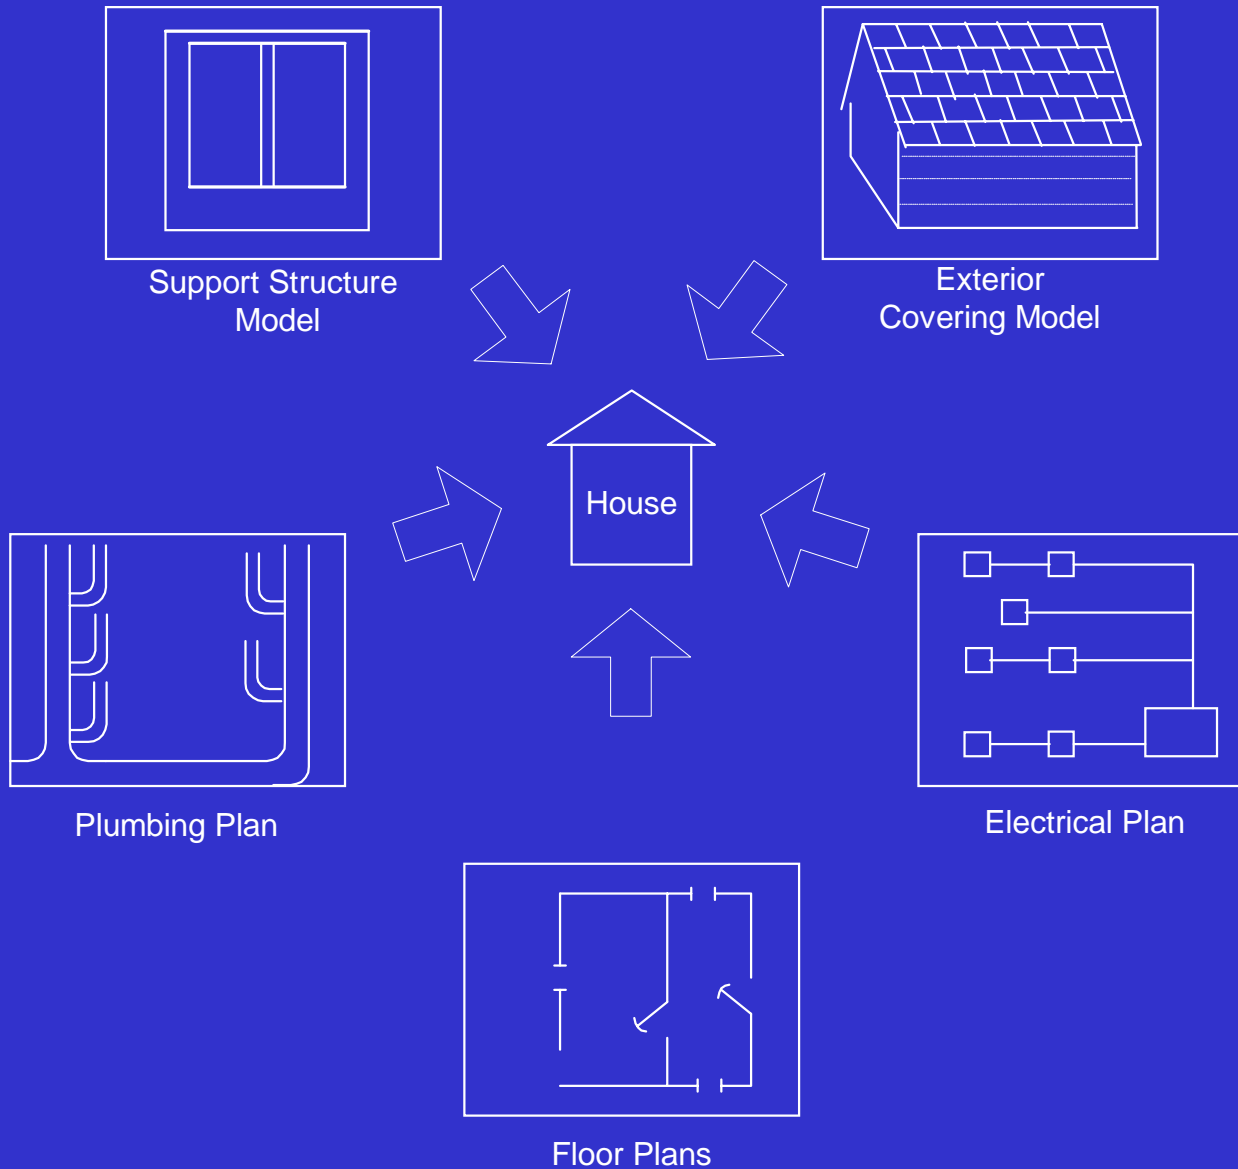 Support Structure
Model
Exterior
Covering Model
House
Plumbing Plan
Electrical Plan
Floor Plans